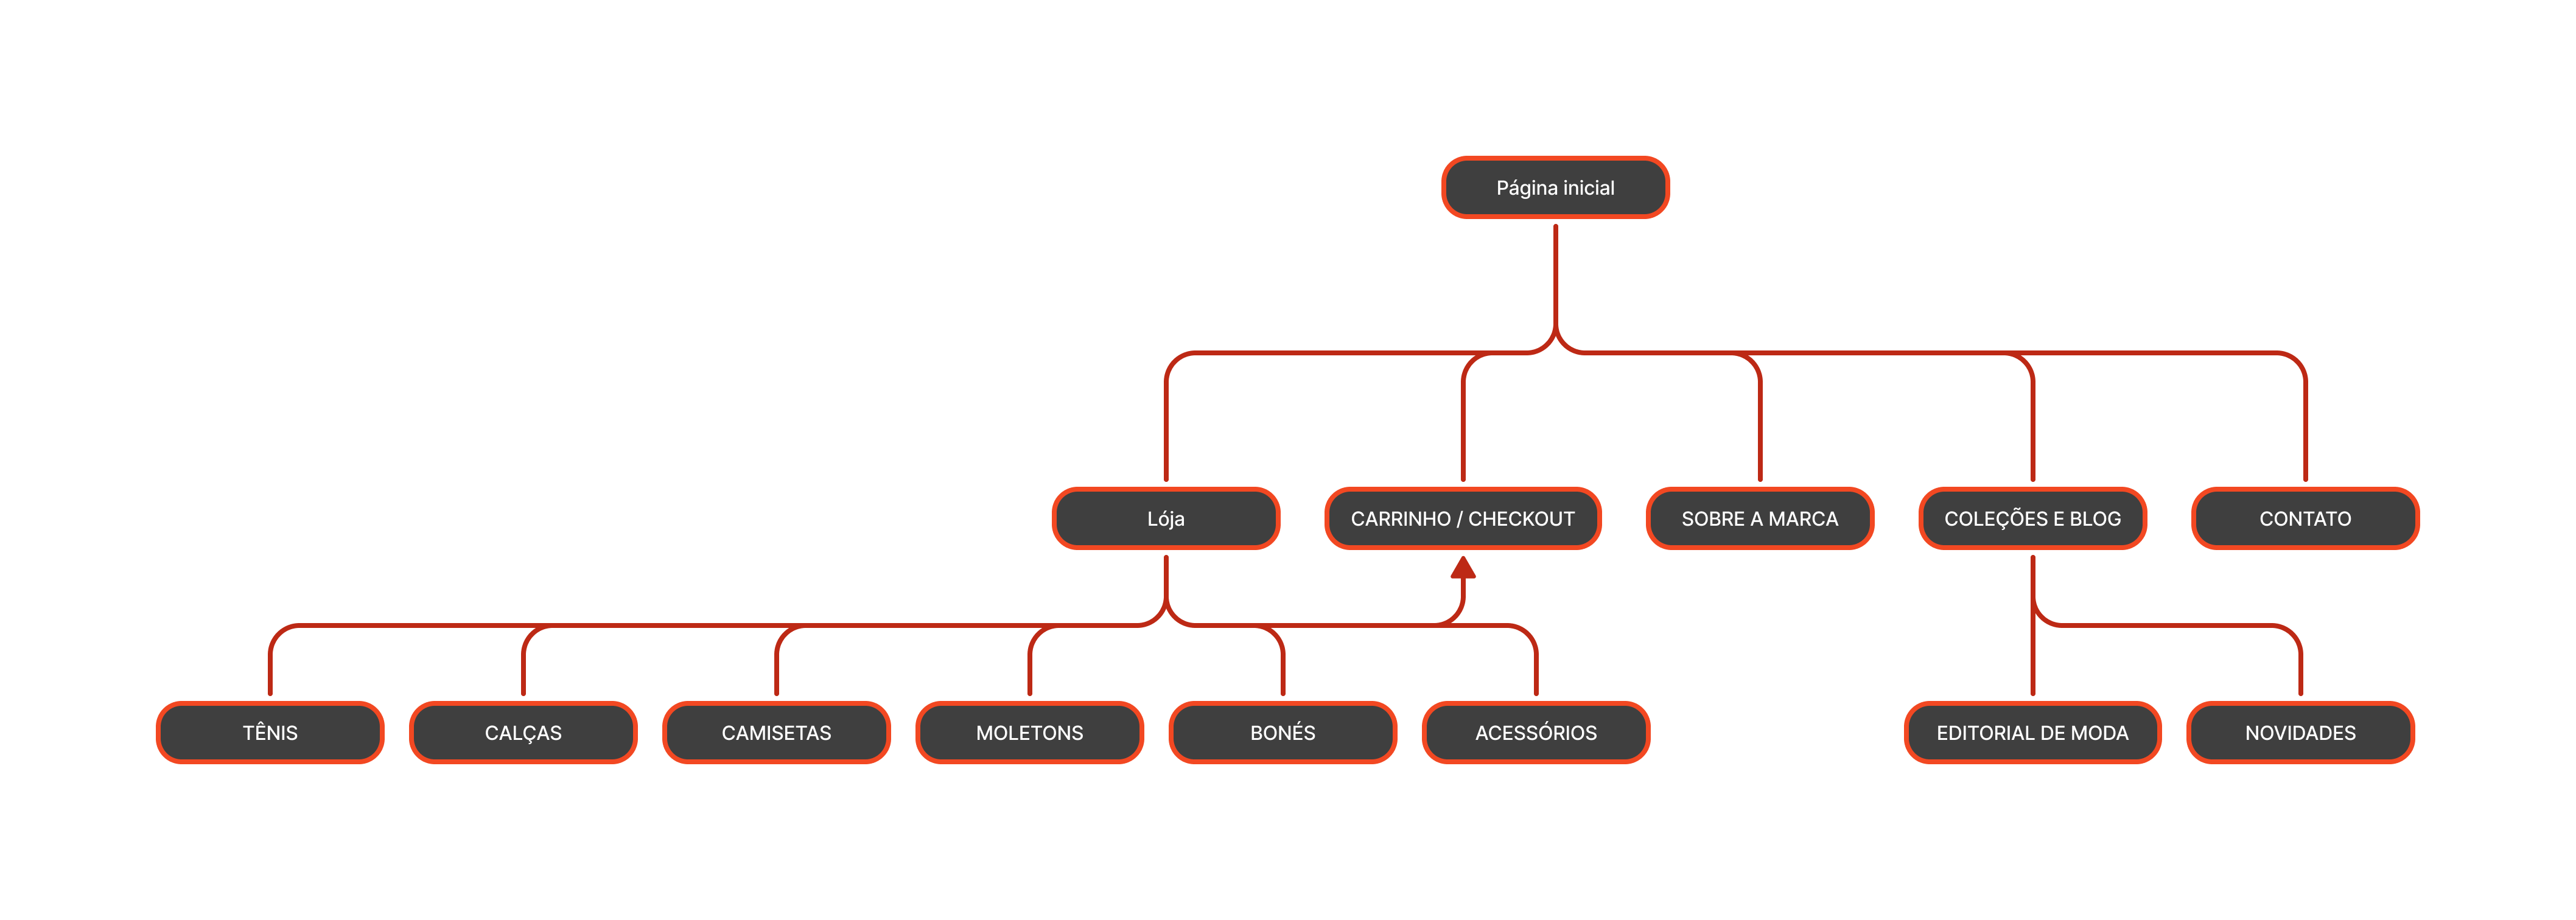 Página inicial
Lója
CARRINHO / CHECKOUT
SOBRE A MARCA
COLEÇÕES E BLOG
CONTATO
TÊNIS
CALÇAS
CAMISETAS
MOLETONS
BONÉS
ACESSÓRIOS
EDITORIAL DE MODA
NOVIDADES